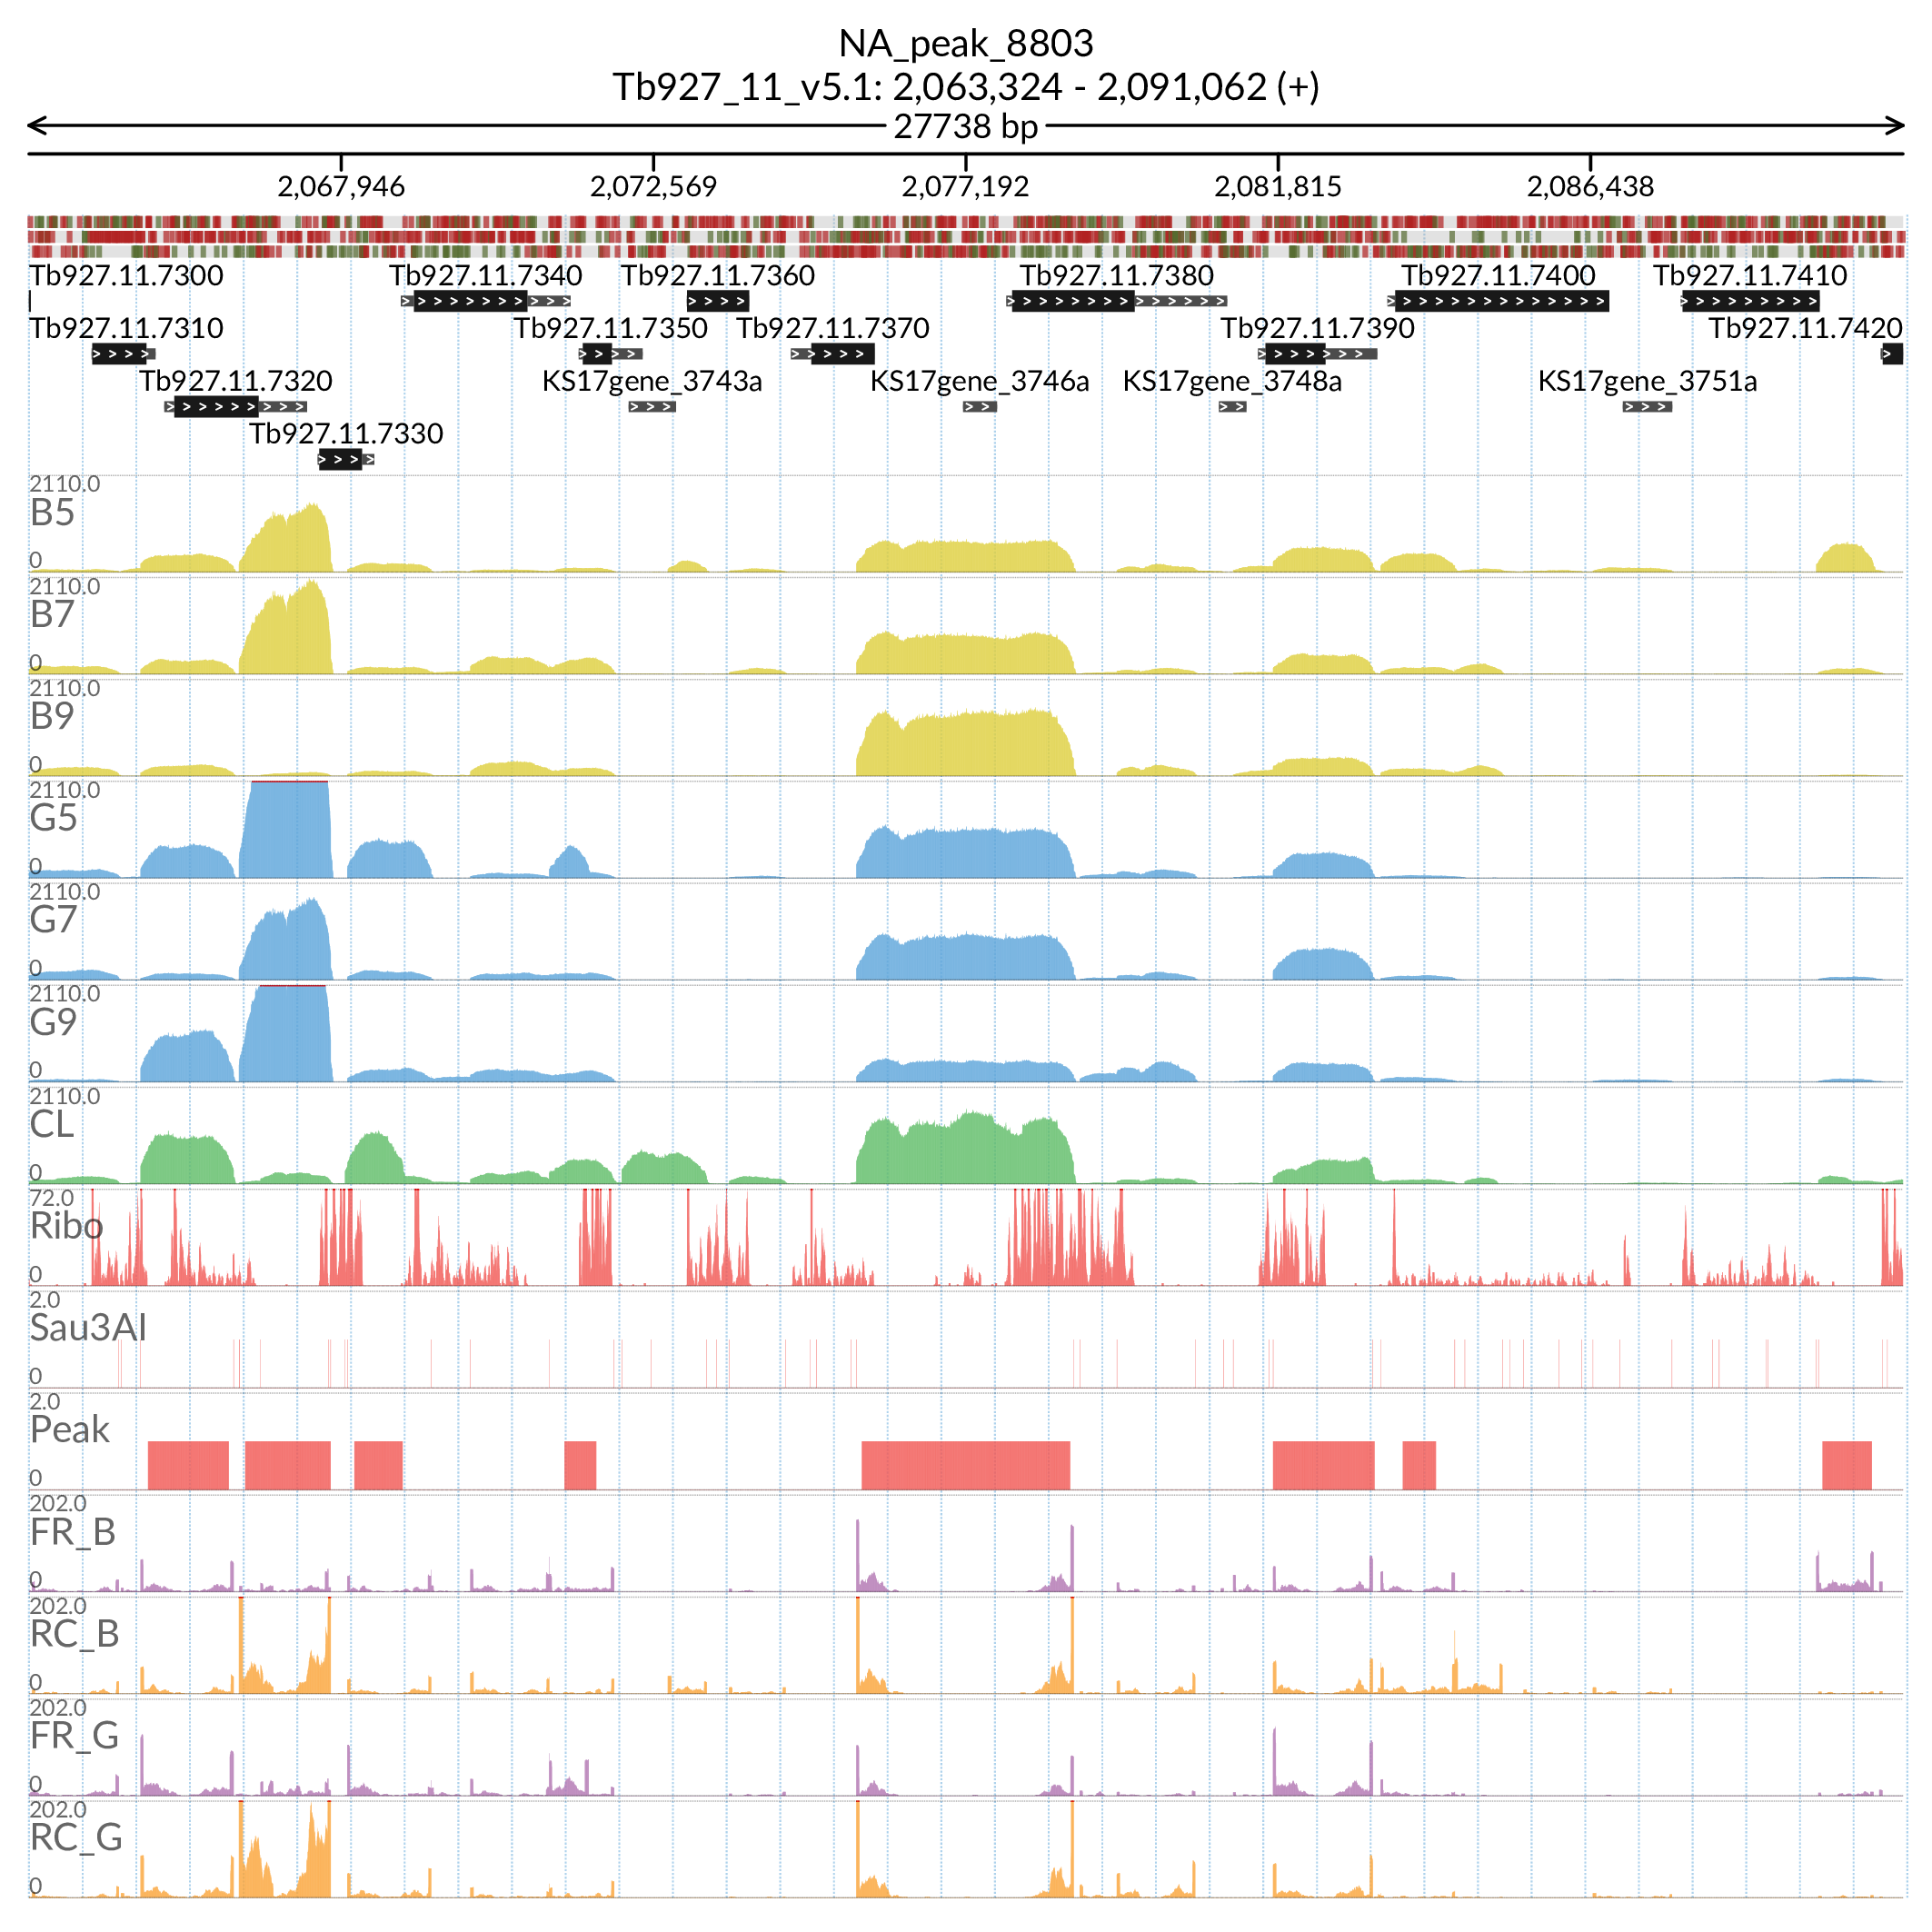 NA_peak_8803
Tb927_11_v5.1: 2,063,324 - 2,091,062 (+)
27738 bp
2,067,946 2,072,569 2,077,192 2,081,815 2,086,438
Tb927.11.7300 Tb927.11.7340 Tb927.11.7360 Tb927.11.7380 Tb927.11.7400 Tb927.11.7410
Tb927.11.7310 Tb927.11.7350 Tb927.11.7370 Tb927.11.7390 Tb927.11.7420
Tb927.11.7320 KS17gene_3743a KS17gene_3746a KS17gene_3748a KS17gene_3751a
Tb927.11.7330
2110.0
B5
0
2110.0
B7
0
2110.0
B9
0
2110.0
G5
0
2110.0
G7
0
2110.0
G9
0
2110.0
CL
0
72.0
Ribo
0
2.0
Sau3AI
0
2.0
Peak
0
202.0
FR_B
0
202.0
RC_B
0
202.0
FR_G
0
202.0
RC_G
0